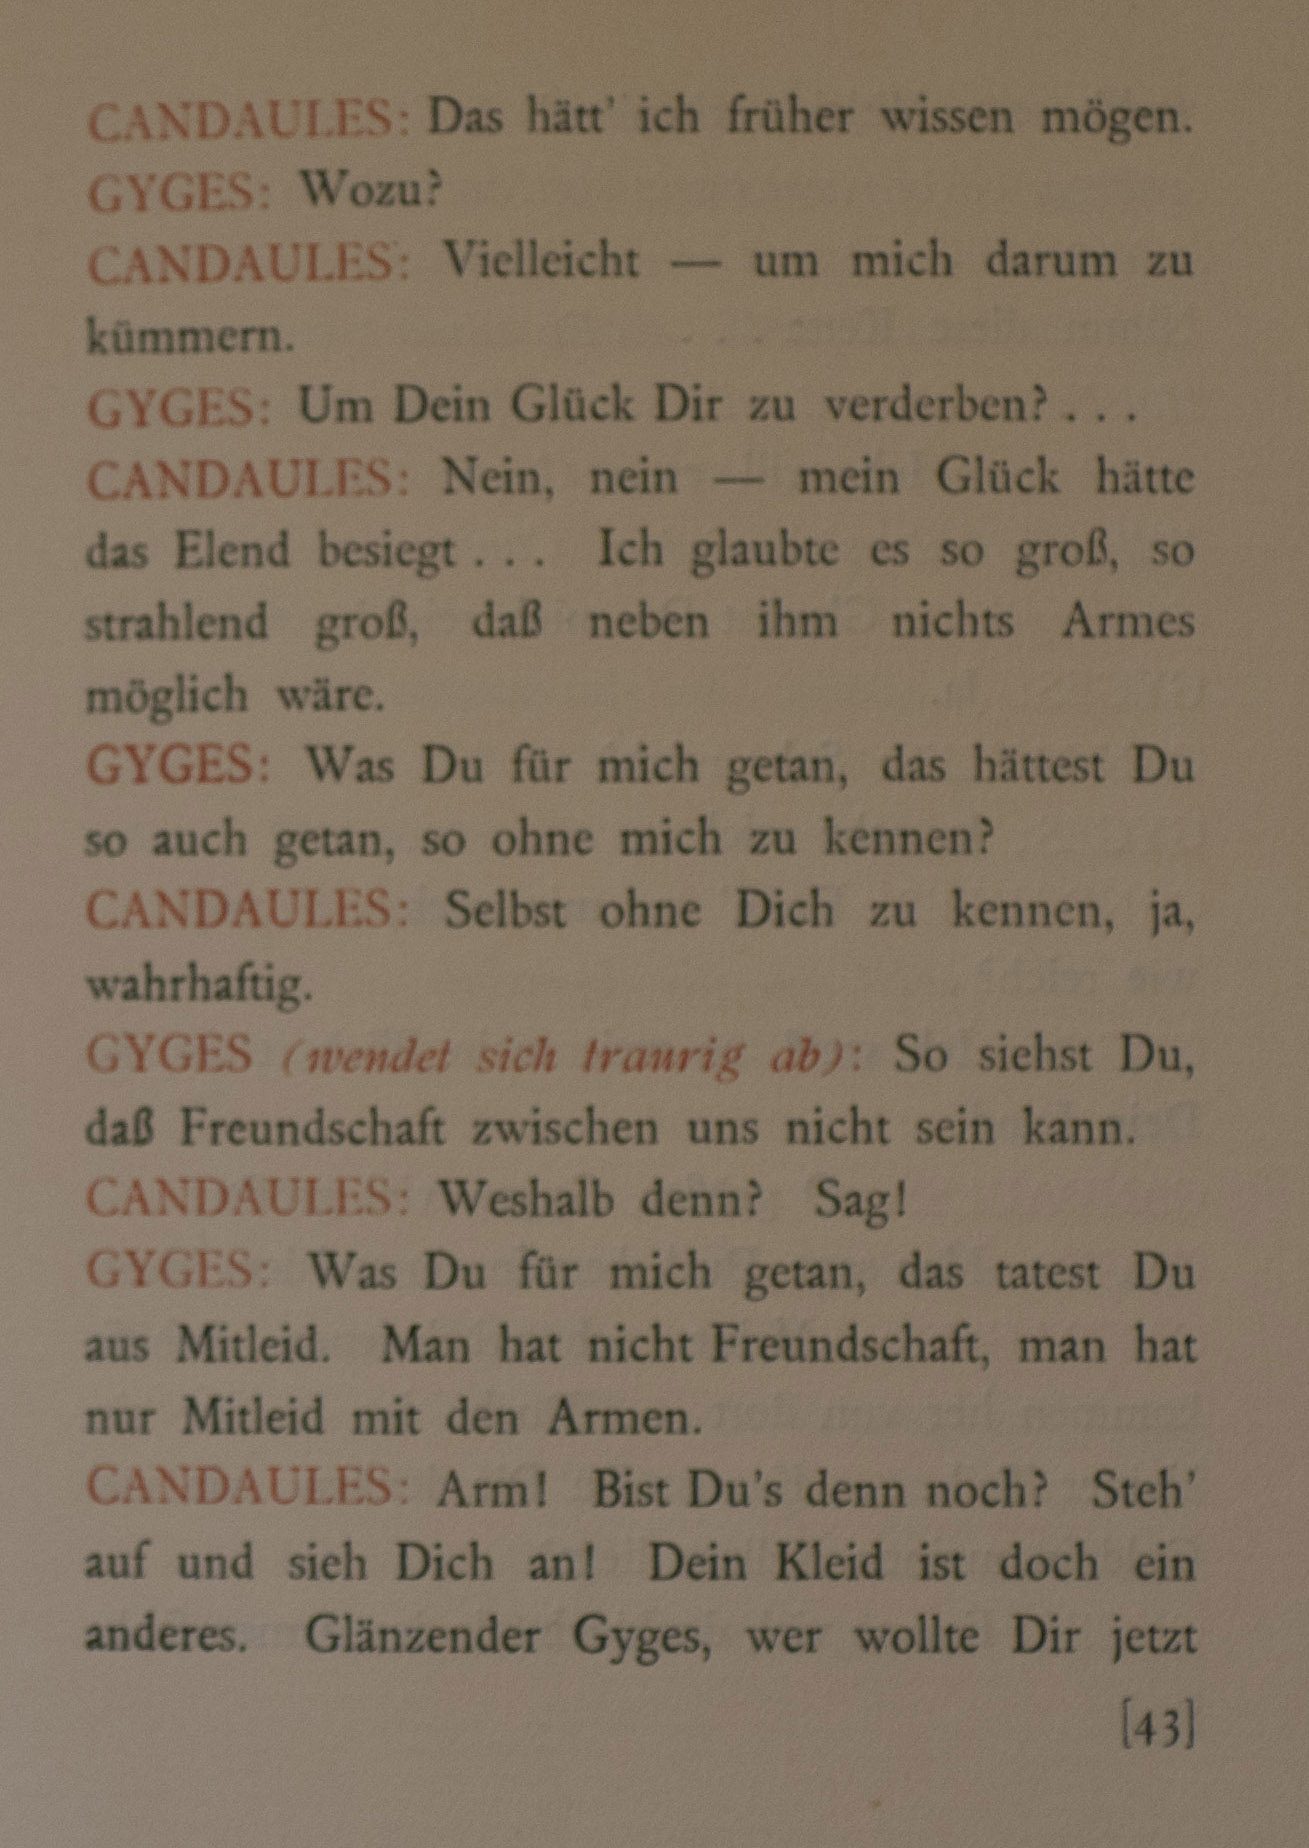 CANDAULES: Das hätt' ich früher wissen mögen.
GYGES: Wozu?
CANDAULES: Vielleicht — um mich darum zu
kümmern.
GYGES: Um Dein Glück Dir zu verderben? . . .
CANDAULES: Nein, nein — mein Glück hätte
das Elend besiegt . . . Ich glaubte es so groß, so
strahlend groß, daß neben ihm nichts Armes
möglich wäre.
GYGES: Was Du für mich getan, das hättest Du
so auch getan, so ohne mich zu kennen?
CANDAULES: Selbst ohne Dich zu kennen, ja,
wahrhaftig.
GYGES (wendet sich traurig ab): So siehst Du,
daß Freundschaft zwischen uns nicht sein kann.
CANDAULES: Weshalb denn? Sag!
GYGES: Was Du für mich getan, das tatest Du
aus Mitleid. Man hat nicht Freundschaft, man hat
nur Mitleid mit den Armen.
CANDAULES: Arm! Bist Du's denn noch? Steh'
auf und sieh Dich an! Dein Kleid ist doch ein
anderes. Glänzender Gyges, wer wollte Dir jetzt
[43]